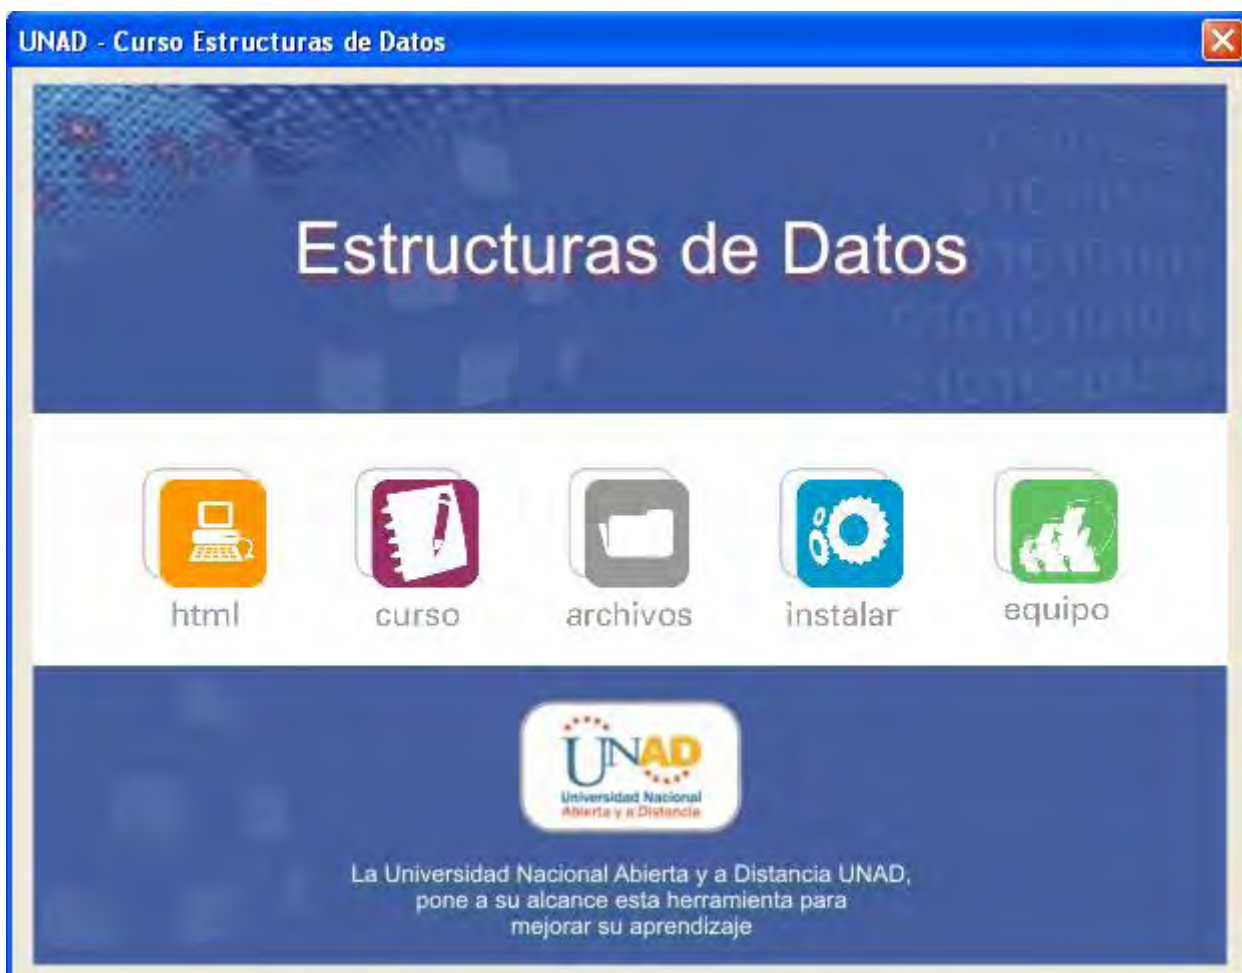 UNAD - Curso Estructuras de Datos
Estructuras de Datos
html
curso
archivos
instalar
equipo
UNAD
Universidad Nacional
Abierta y a Distancia
La Universidad Nacional Abierta y a Distancia UNAD,
pone a su alcance esta herramienta para
mejorar su aprendizaje